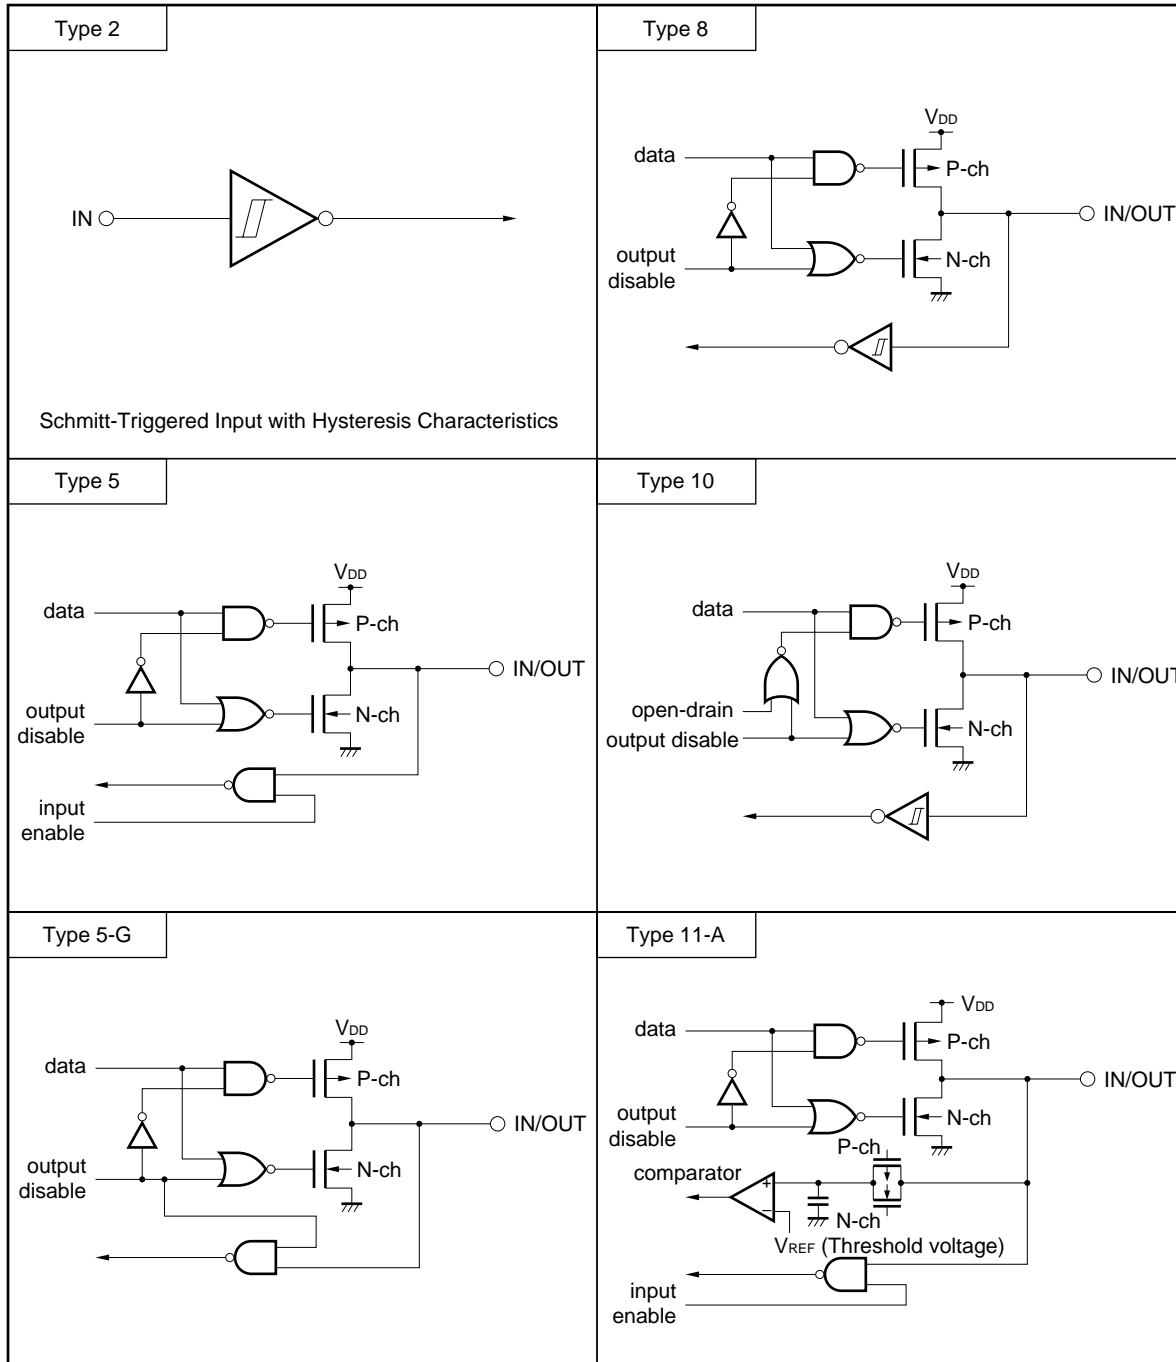 Type 2
IN
Schmitt-Triggered Input with Hysteresis Characteristics
Type 8
VDD
data
P-ch
IN/OUT
output
disable
N-ch
Type 5
VDD
data
P-ch
IN/OUT
output
disable
N-ch
input
enable
Type 10
VDD
data
P-ch
IN/OUT
open-drain
output disable
N-ch
Type 5-G
VDD
data
P-ch
IN/OUT
output
disable
N-ch
Type 11-A
VDD
data
P-ch
IN/OUT
output
disable
N-ch
P-ch
comparator
+
−
N-ch
VREF (Threshold voltage)
input
enable